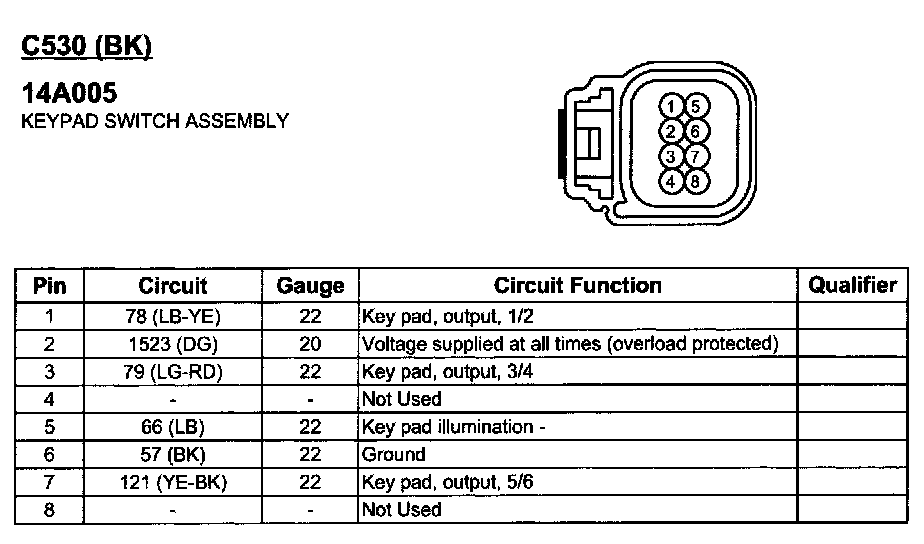 C530 (BK)
14A005
KEYPAD SWITCH ASSEMBLY
1 5
2 6
3 7
4 8
Pin Circuit Gauge Circuit Function Qualifier
1 78 (LB-YE) 22 Key pad, output, 1/2
2 1523 (DG) 20 Voltage supplied at all times (overload protected)
3 79 (LG-RD) 22 Key pad, output, 3/4
4 - - Not Used
5 66 (LB) 22 Key pad illumination -
6 57 (BK) 22 Ground
7 121 (YE-BK) 22 Key pad, output, 5/6
8 - - Not Used